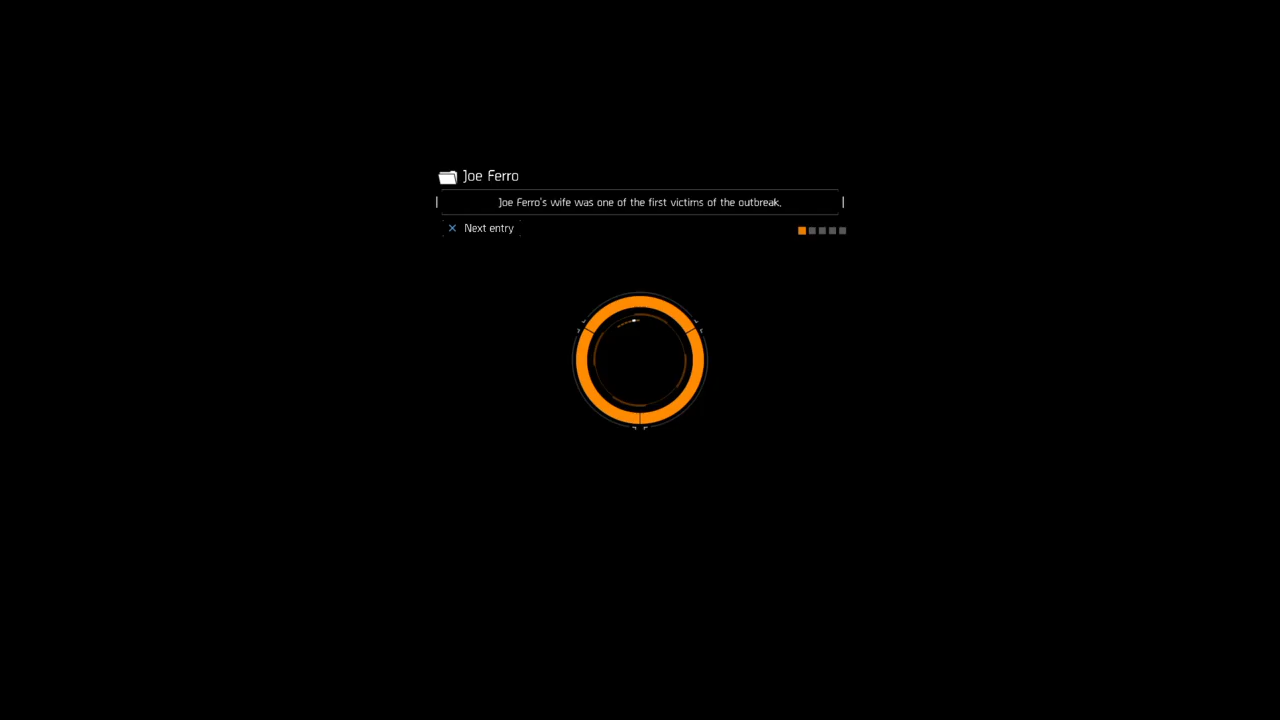 Joe Ferro
Joe Ferro's wife was one of the first victims of the outbreak.
Next entry